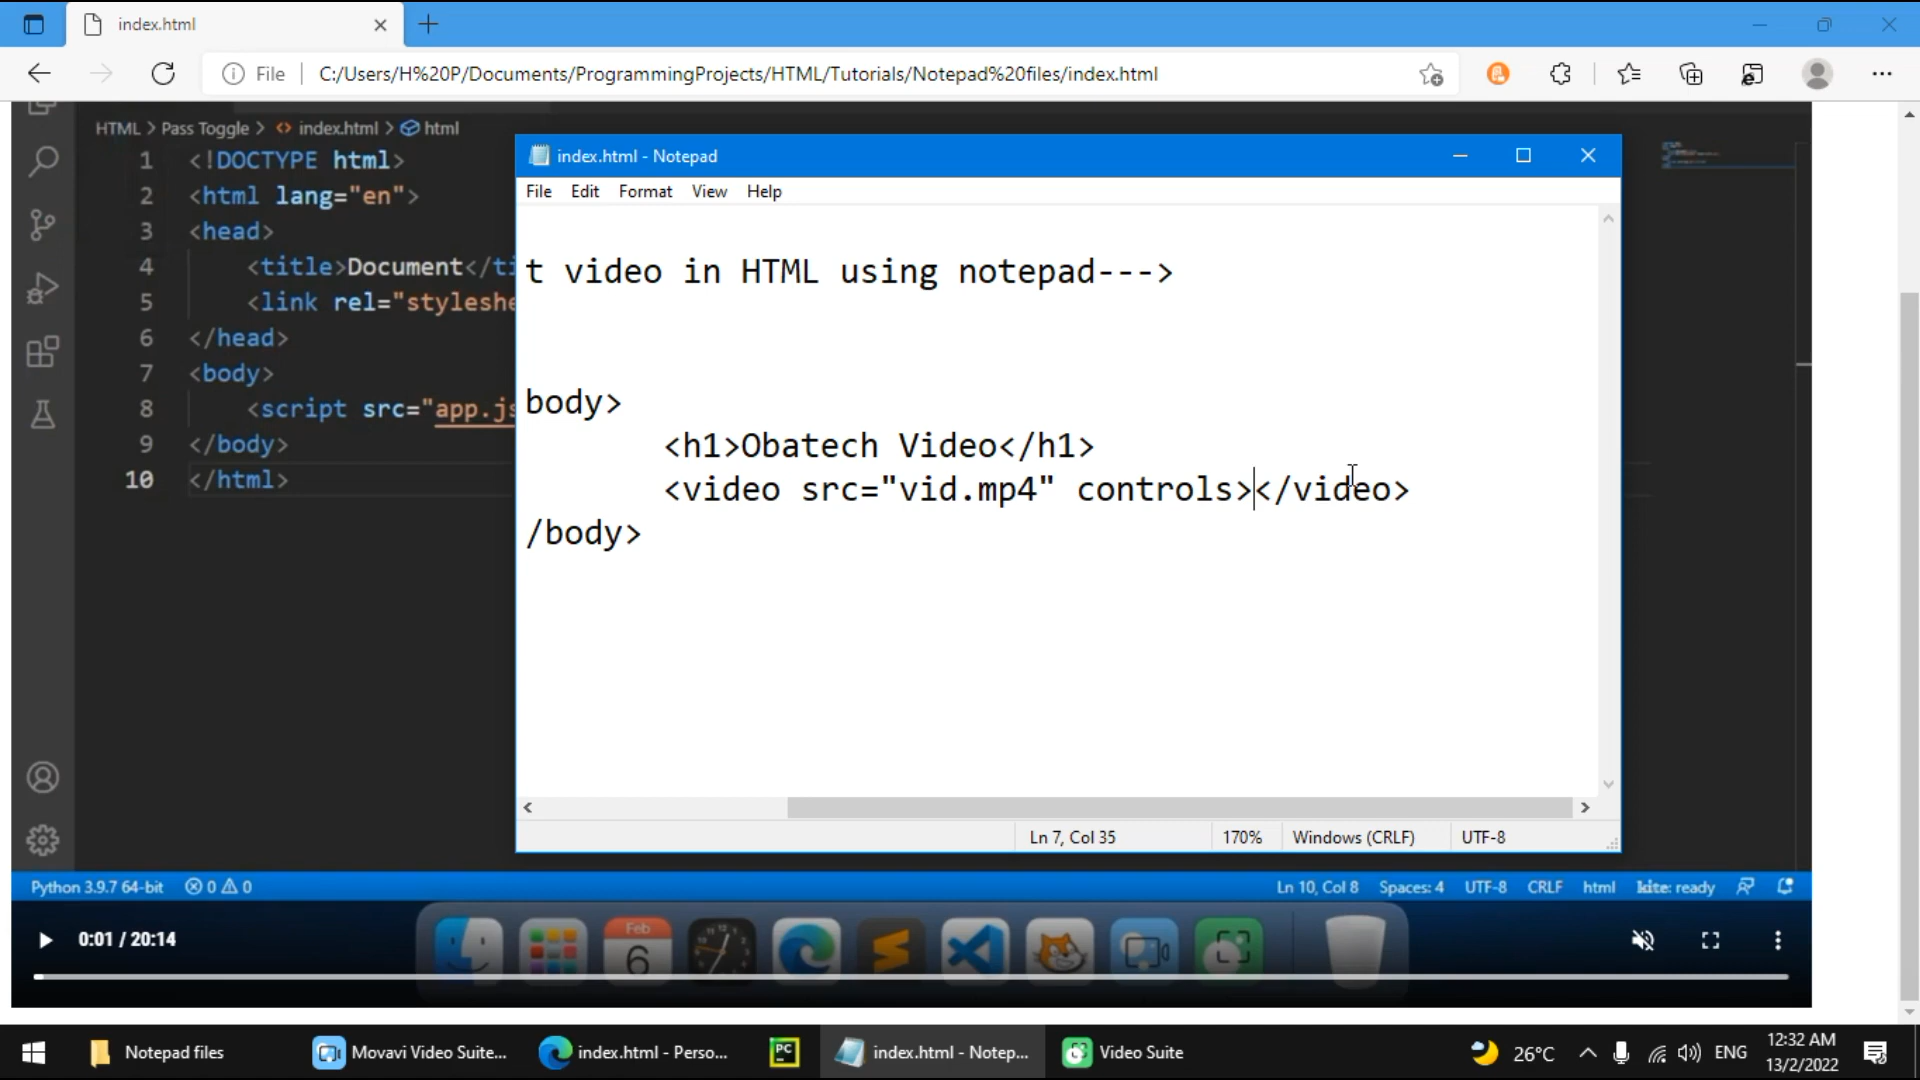 index.html
File
C:/Users/H%20P/Documents/ProgrammingProjects/HTML/Tutorials/Notepad%20files/index.html
HTML > Pass Toggle > <> index.html > html
1 <!DOCTYPE html>
2 <html lang="en">
3 <head>
4 <title>Document</ti
5 <link rel="styleshe
6 </head>
7 <body>
8 <script src="app.js
9 </body>
10 </html>
index.html - Notepad
File Edit Format View Help
t video in HTML using notepad--->
body>
<h1>Obatech Video</h1>
<video src="vid.mp4" controls></video>
/body>
Ln 7, Col 35 170% Windows (CRLF) UTF-8
Python 3.9.7 64-bit 0 0 Ln 10, Col 8 Spaces: 4 UTF-8 CRLF html kite: ready
0:01 / 20:14
Feb
6
Notepad files
Movavi Video Suite...
index.html - Perso...
PC
index.html - Notep...
Video Suite
26°C
ENG
12:32 AM
13/2/2022